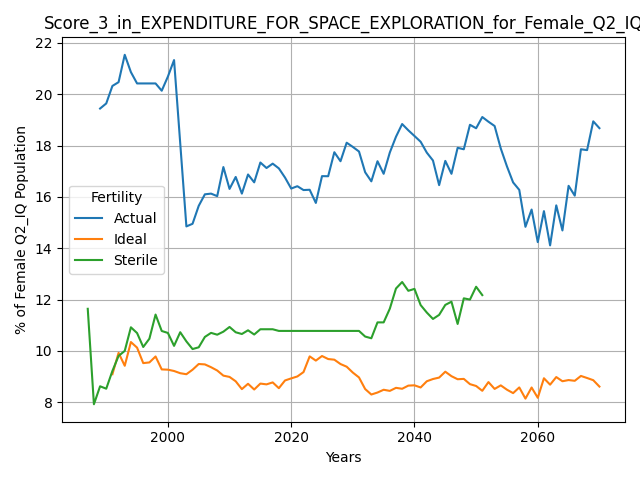 Score_3_in_EXPENDITURE_FOR_SPACE_EXPLORATION_for_Female_Q2_IQ
22
20
18
16
14
12
10
8
% of Female Q2_IQ Population
Fertility
Actual
Ideal
Sterile
2000
2020
2040
2060
Years